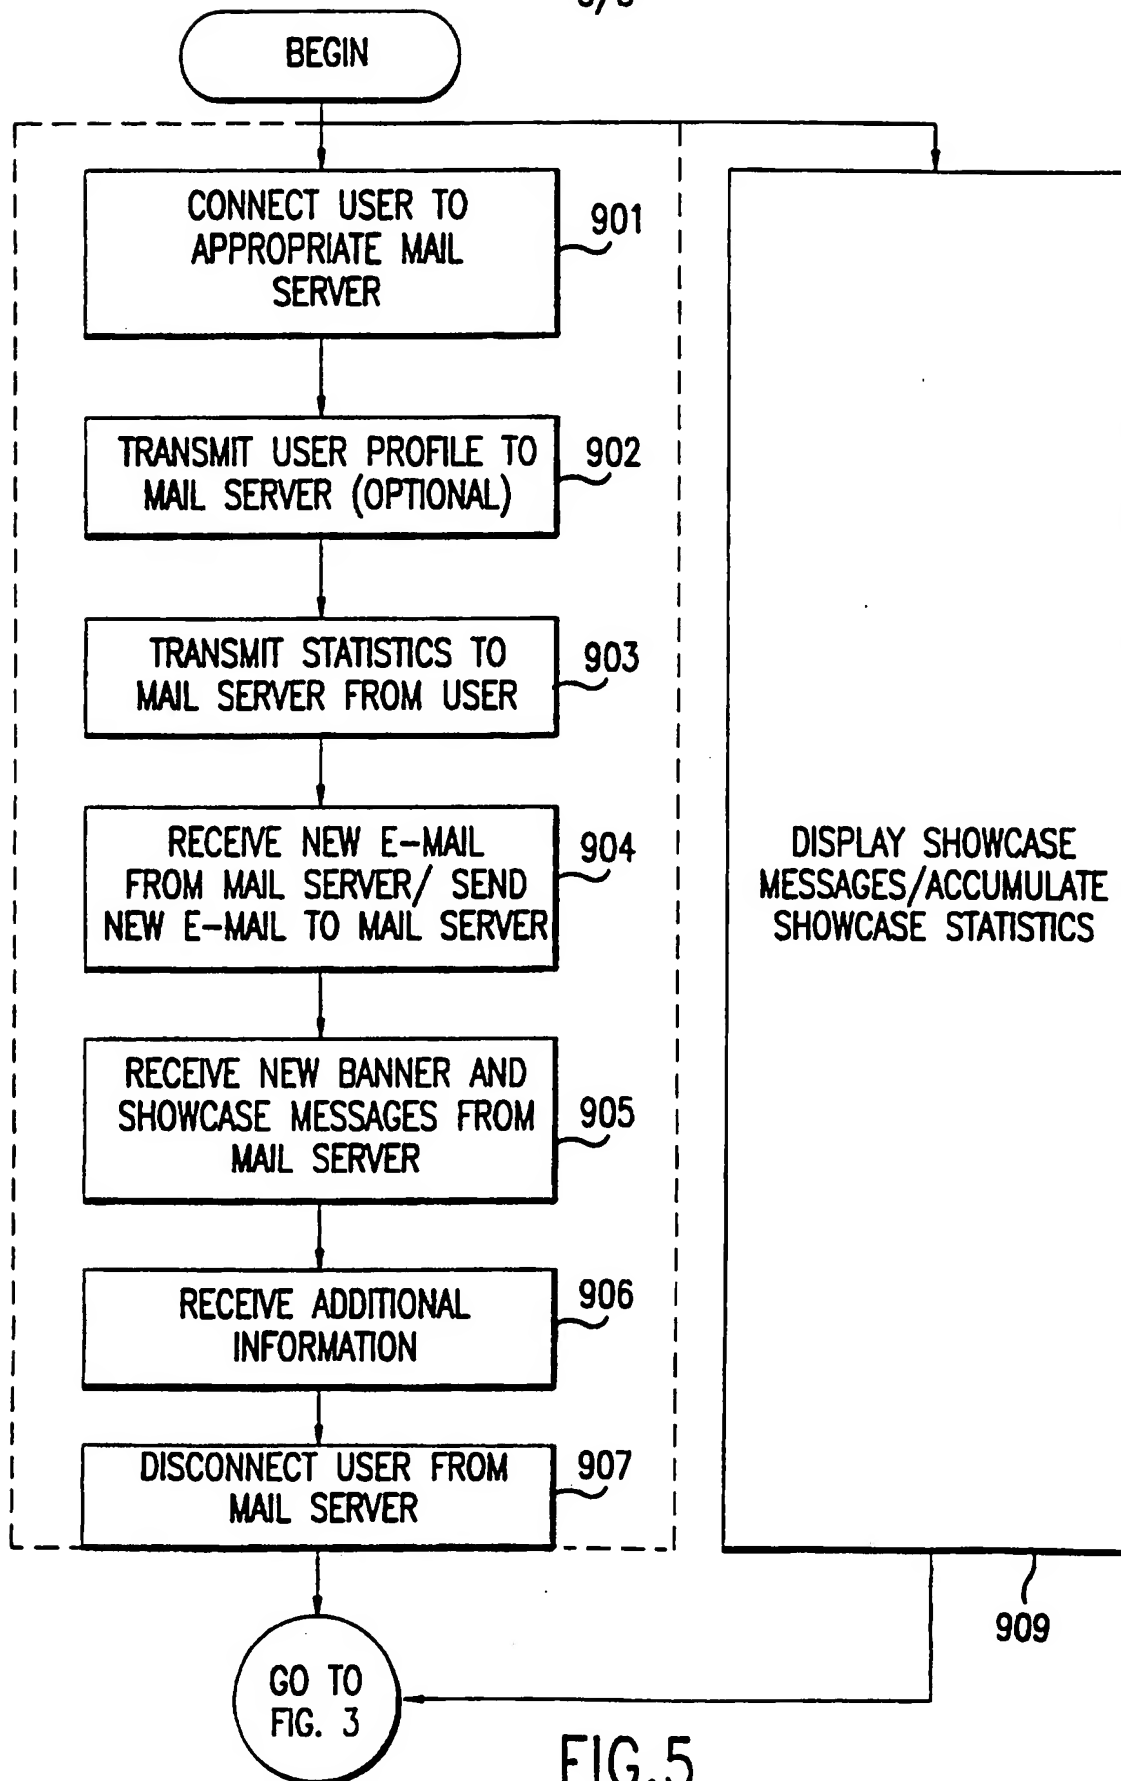 BEGIN
CONNECT USER TO
APPROPRIATE MAIL
SERVER
901
TRANSMIT USER PROFILE TO
MAIL SERVER (OPTIONAL)
902
TRANSMIT STATISTICS TO
MAIL SERVER FROM USER
903
RECEIVE NEW E-MAIL
FROM MAIL SERVER/ SEND
NEW E-MAIL TO MAIL SERVER
904
RECEIVE NEW BANNER AND
SHOWCASE MESSAGES FROM
MAIL SERVER
905
RECEIVE ADDITIONAL
INFORMATION
906
DISCONNECT USER FROM
MAIL SERVER
907
DISPLAY SHOWCASE
MESSAGES/ACCUMULATE
SHOWCASE STATISTICS
909
GO TO
FIG. 3
FIG.5